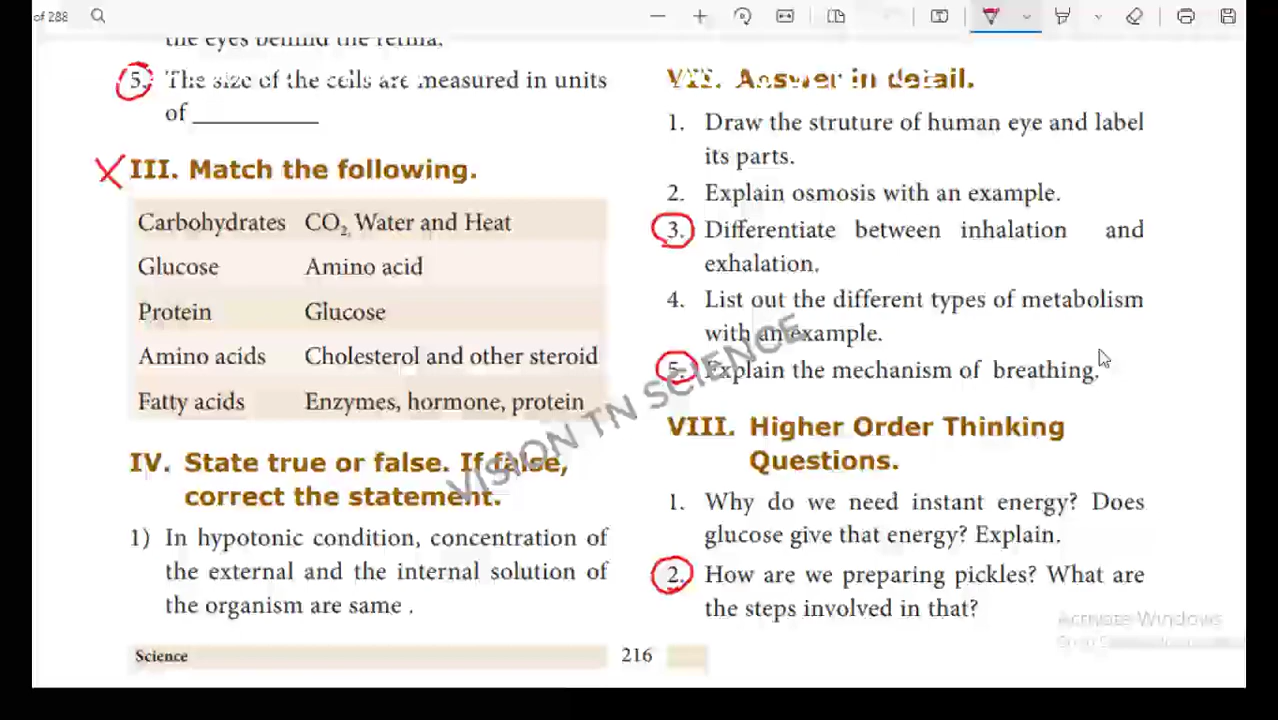 of 288
the eyes behind the retina.
5. The size of the cells are measured in units
of __________
III. Match the following.
Carbohydrates CO2, Water and Heat
Glucose Amino acid
Protein Glucose
Amino acids Cholesterol and other steroid
Fatty acids Enzymes, hormone, protein
IV. State true or false. If false,
correct the statement.
1) In hypotonic condition, concentration of
the external and the internal solution of
the organism are same .
VII. Answer in detail.
1. Draw the struture of human eye and label
its parts.
2. Explain osmosis with an example.
3. Differentiate between inhalation and
exhalation.
4. List out the different types of metabolism
with an example.
5. Explain the mechanism of breathing.
VIII. Higher Order Thinking
Questions.
1. Why do we need instant energy? Does
glucose give that energy? Explain.
2. How are we preparing pickles? What are
the steps involved in that?
VISION TN SCIENCE
Activate Windows
Science 216